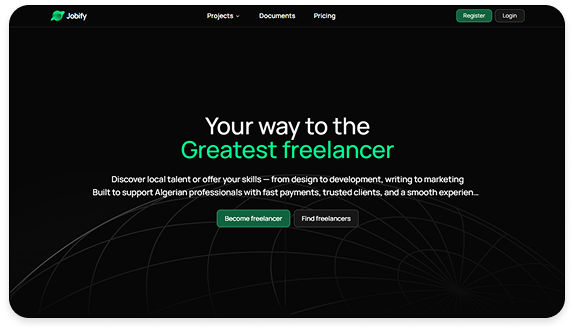 Jobify
Projects
Documents
Pricing
Register
Login
Your way to the
Greatest freelancer
Discover local talent or offer your skills — from design to development, writing to marketing
Built to support Algerian professionals with fast payments, trusted clients, and a smooth experien...
Become freelancer
Find freelancers